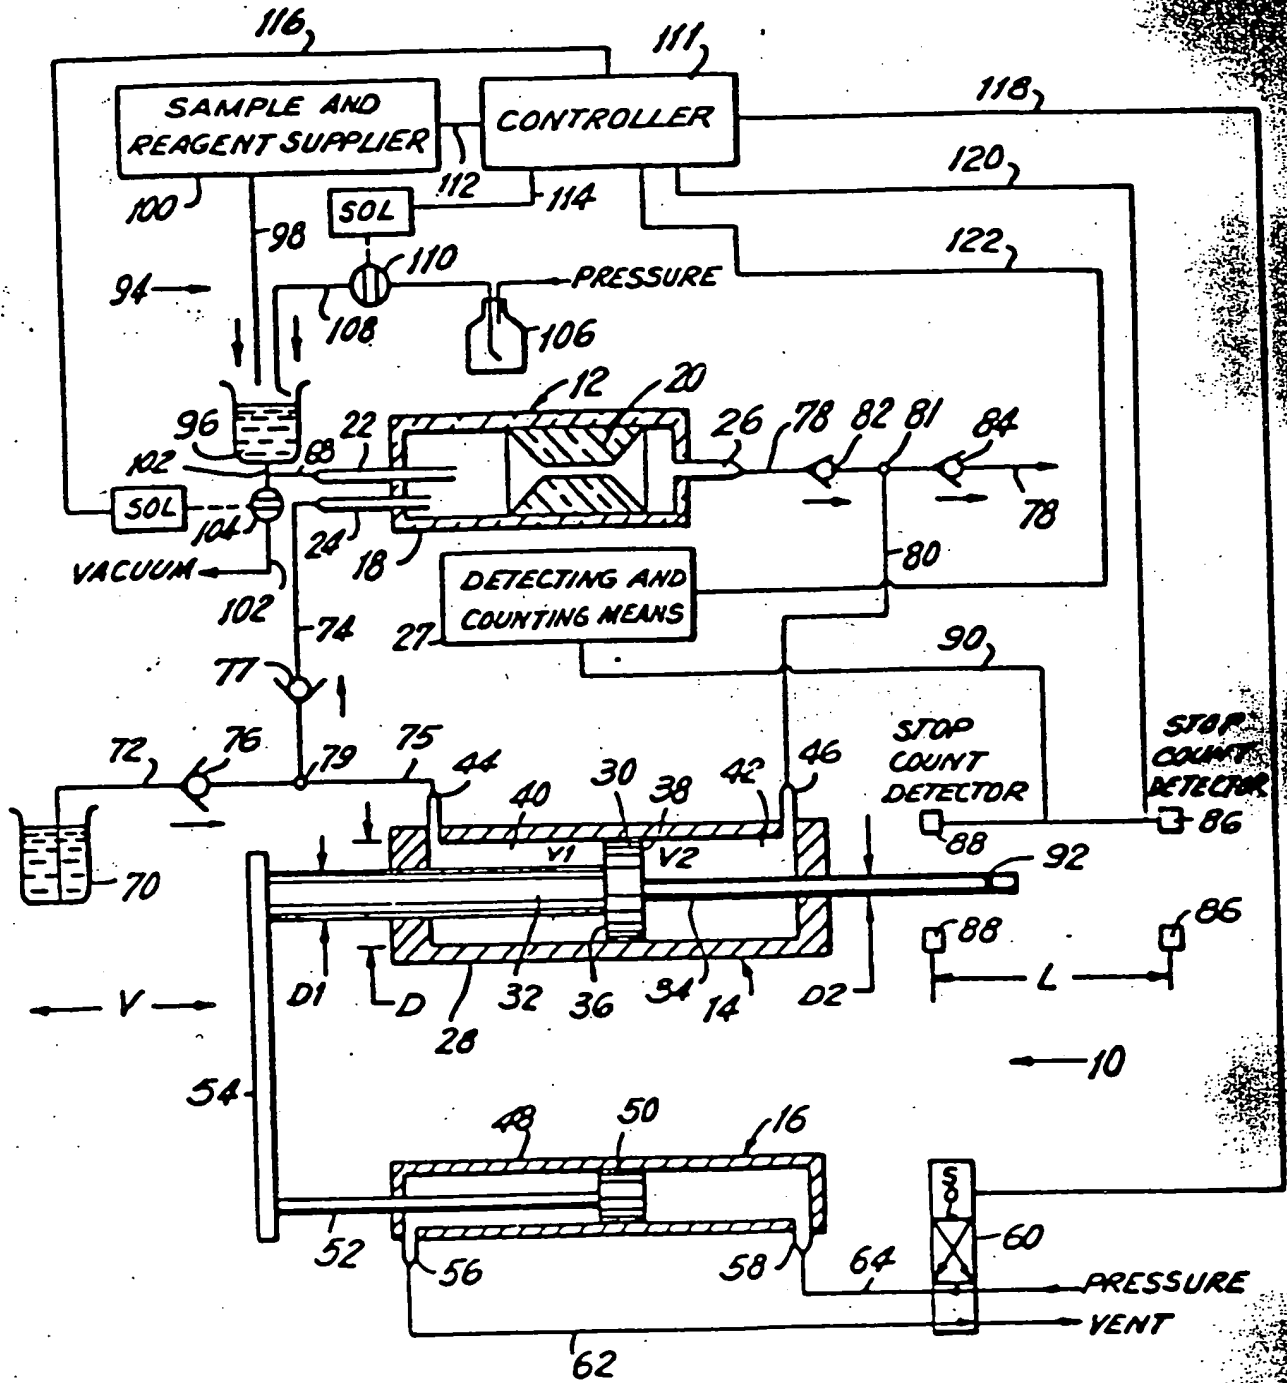 116
111
SAMPLE AND
REAGENT SUPPLIER
CONTROLLER
118
112
120
100
SOL
114
98
122
110
PRESSURE
94
108
106
12
20
96
22
26
78
82
81
84
102
68
SOL
104
24
18
78
80
VACUUM
DETECTING AND
COUNTING MEANS
102
74
27
90
77
STOP
COUNT
DETECTOR
STOP
COUNT
DETECTOR
72
76
79
75
44
30
38
42
46
40
V1
V2
88
86
92
70
88
86
D1
D
32
36
34
14
D2
L
V
28
10
54
48
50
16
S
O
L
60
52
56
58
64
PRESSURE
VENT
62